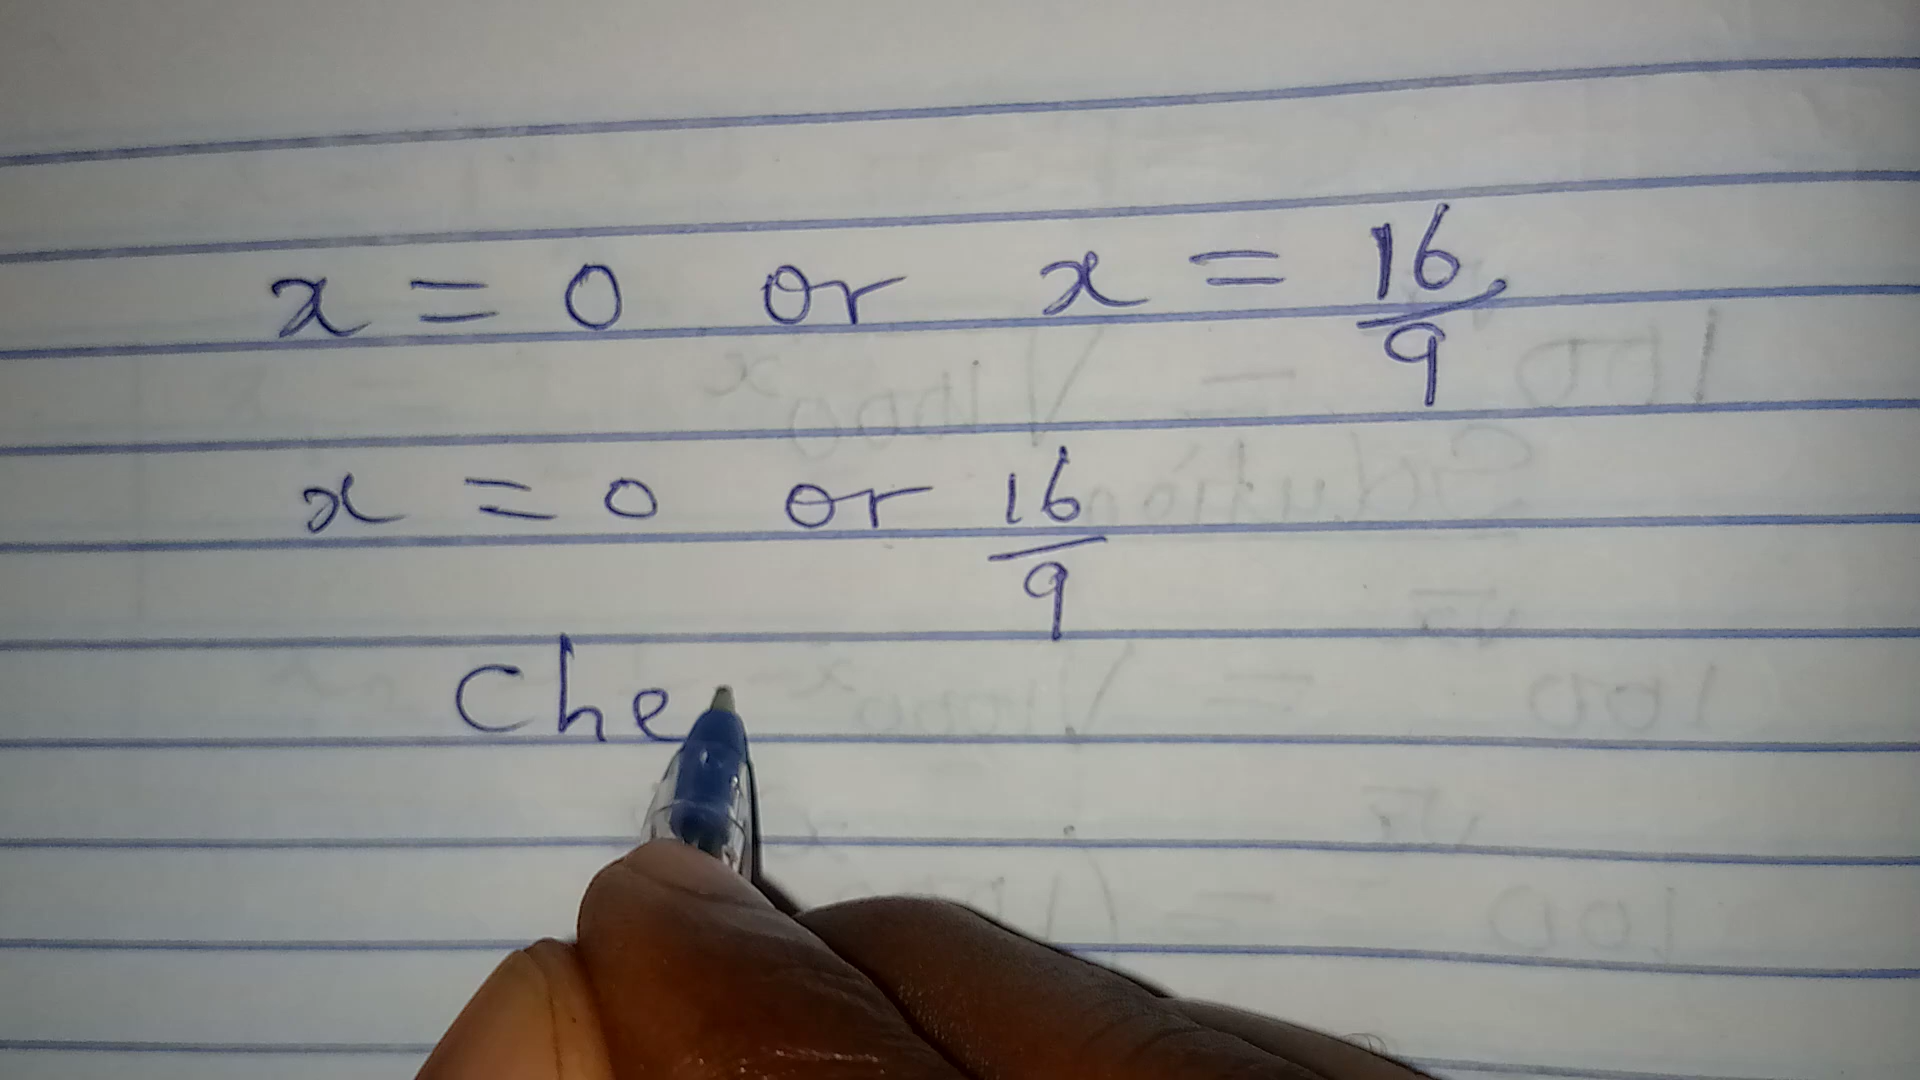 x = 0 or x = 16/9
x = 0 or 16/9
Che